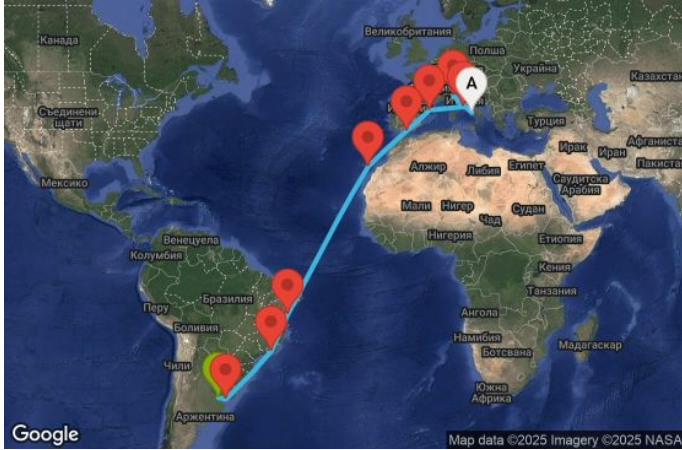 Канада
Великобритания
Полша
Украйна
Казахстан
Съединени
щати
Турция
Афганиста
Ирак
Иран
Пакистан
Алжир
Либия
Египет
Саудитска
Арабия
Мексико
Мали
Нигер
Чад
Судан
Нигерия
Етиопия
Венецуела
Колумбия
Кения
Танзания
Бразилия
Перу
Ангола
Боливия
Намибия
Ботсвана
Мадагаскар
Чили
Южна
Африка
Аржентина
A
Google
Map data ©2025 Imagery ©2025 NASA